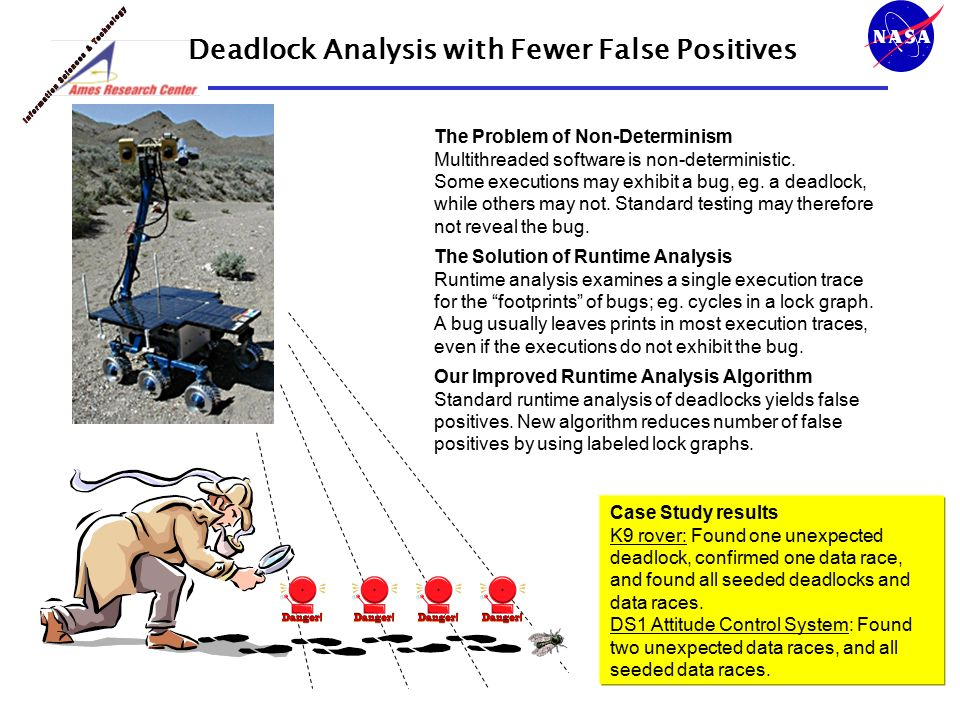 Information Sciences & Technology
Ames Research Center
Deadlock Analysis with Fewer False Positives
NASA
The Problem of Non-Determinism
Multithreaded software is non-deterministic.
Some executions may exhibit a bug, eg. a deadlock,
while others may not. Standard testing may therefore
not reveal the bug.
The Solution of Runtime Analysis
Runtime analysis examines a single execution trace
for the “footprints” of bugs; eg. cycles in a lock graph.
A bug usually leaves prints in most execution traces,
even if the executions do not exhibit the bug.
Our Improved Runtime Analysis Algorithm
Standard runtime analysis of deadlocks yields false
positives. New algorithm reduces number of false
positives by using labeled lock graphs.
Case Study results
K9 rover: Found one unexpected
deadlock, confirmed one data race,
and found all seeded deadlocks and
data races.
DS1 Attitude Control System: Found
two unexpected data races, and all
seeded data races.
Danger! Danger! Danger! Danger!